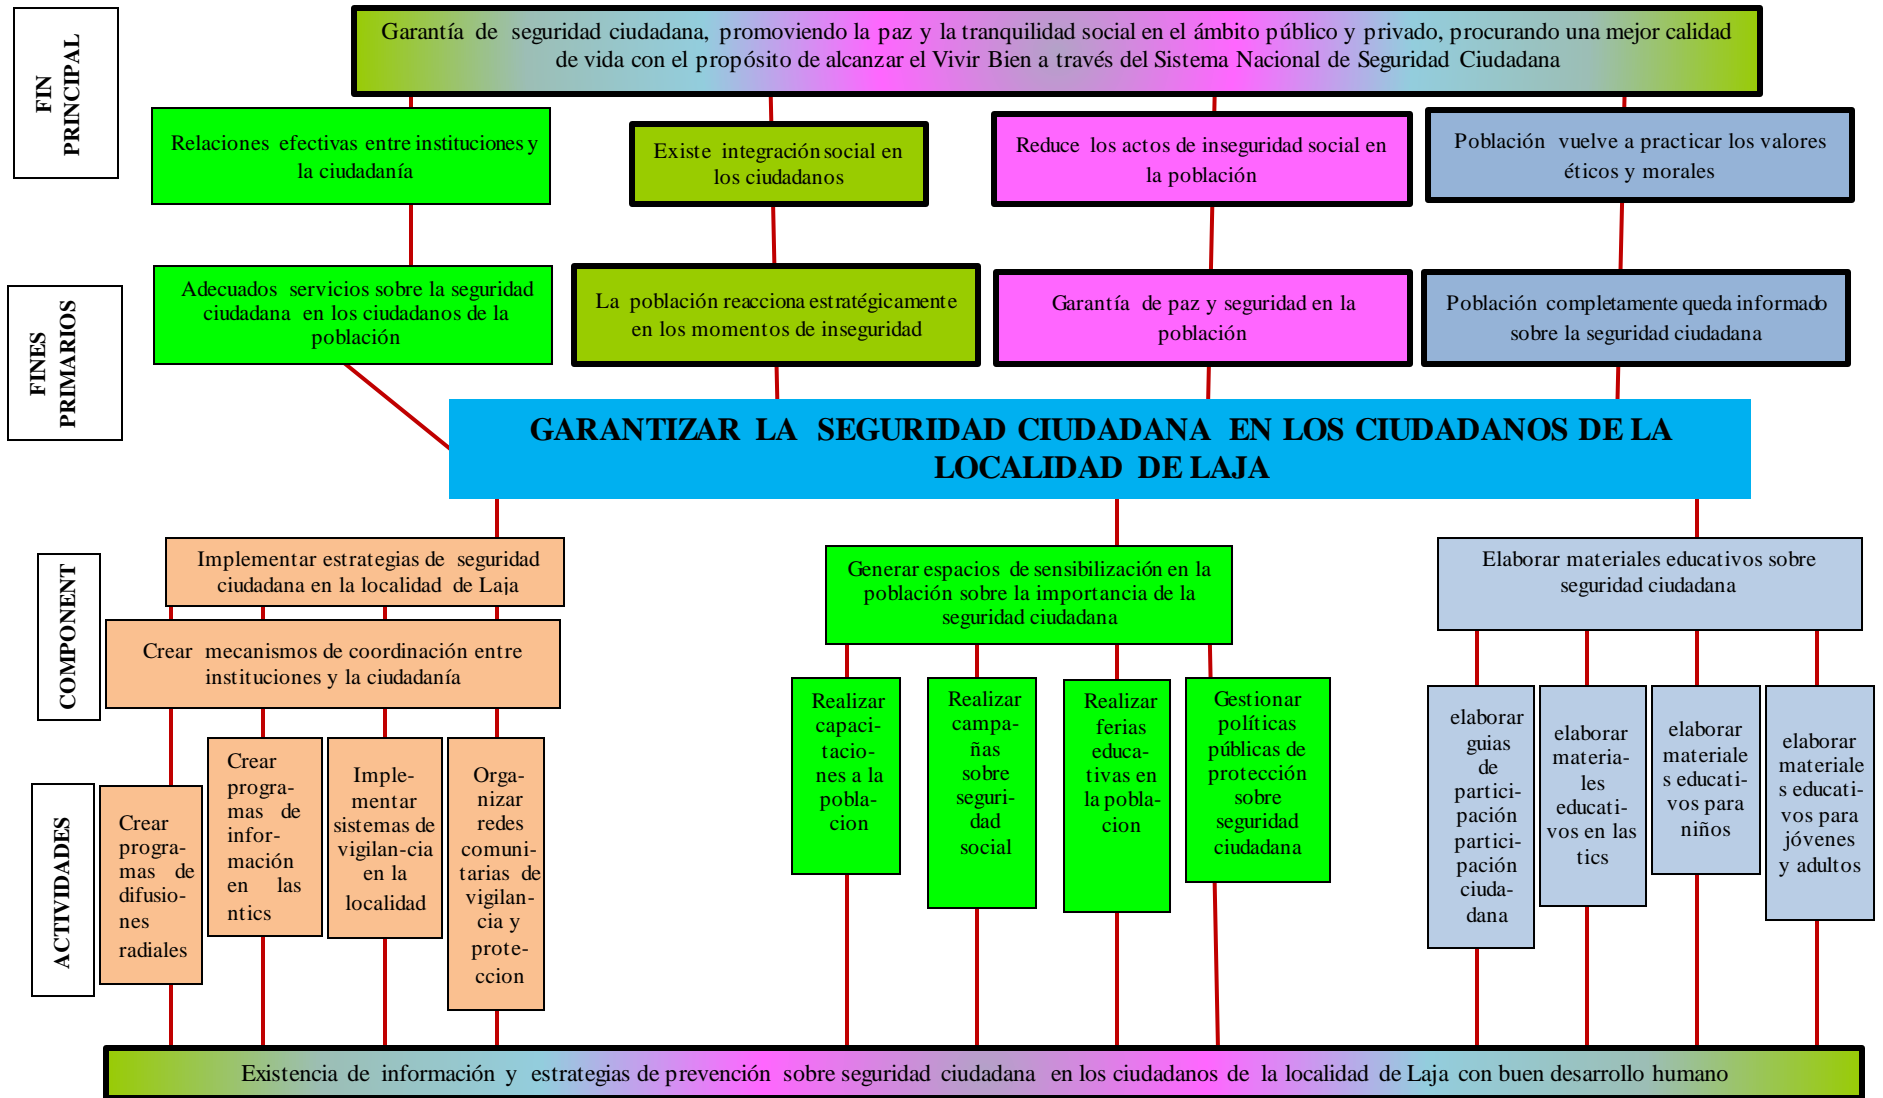 FIN
PRINCIPAL
Garantía de seguridad ciudadana, promoviendo la paz y la tranquilidad social en el ámbito público y privado, procurando una mejor calidad
de vida con el propósito de alcanzar el Vivir Bien a través del Sistema Nacional de Seguridad Ciudadana
Relaciones efectivas entre instituciones y
la ciudadanía
Existe integración social en
los ciudadanos
Reduce los actos de inseguridad social en
la población
Población vuelve a practicar los valores
éticos y morales
FINES
PRIMARIOS
Adecuados servicios sobre la seguridad
ciudadana en los ciudadanos de la
población
La población reacciona estratégicamente
en los momentos de inseguridad
Garantía de paz y seguridad en la
población
Población completamente queda informado
sobre la seguridad ciudadana
GARANTIZAR LA SEGURIDAD CIUDADANA EN LOS CIUDADANOS DE LA
LOCALIDAD DE LAJA
COMPONENT
Implementar estrategias de seguridad
ciudadana en la localidad de Laja
Crear mecanismos de coordinación entre
instituciones y la ciudadanía
Generar espacios de sensibilización en la
población sobre la importancia de la
seguridad ciudadana
Elaborar materiales educativos sobre
seguridad ciudadana
ACTIVIDADES
Crear
progra-
mas de
difusio-
nes
radiales
Crear
progra-
mas de
infor-
mación
en las
ntics
Imple-
mentar
sistemas de
vigilan-cia
en la
localidad
Orga-
nizar
redes
comuni-
tarias de
vigilan-
cia y
prote-
ccion
Realizar
capaci-
tacio-
nes a la
pobla-
cion
Realizar
campa-
ñas
sobre
seguri-
dad
social
Realizar
ferias
educa-
tivas en
la pobla-
cion
Gestionar
políticas
públicas de
protección
sobre
seguridad
ciudadana
elaborar
guias
de
partici-
pación
partici-
pación
ciuda-
dana
elaborar
materia-
les
educati-
vos en las
tics
elaborar
materiale
s educati-
vos para
niños
elaborar
materiale
s educati-
vos para
jóvenes
y adultos
Existencia de información y estrategias de prevención sobre seguridad ciudadana en los ciudadanos de la localidad de Laja con buen desarrollo humano